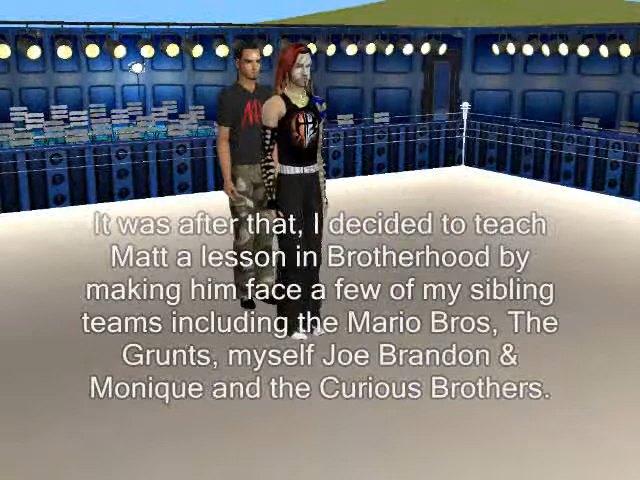 It was after that, I decided to teach
Matt a lesson in Brotherhood by
making him face a few of my sibling
teams including the Mario Bros, The
Grunts, myself Joe Brandon &
Monique and the Curious Brothers.